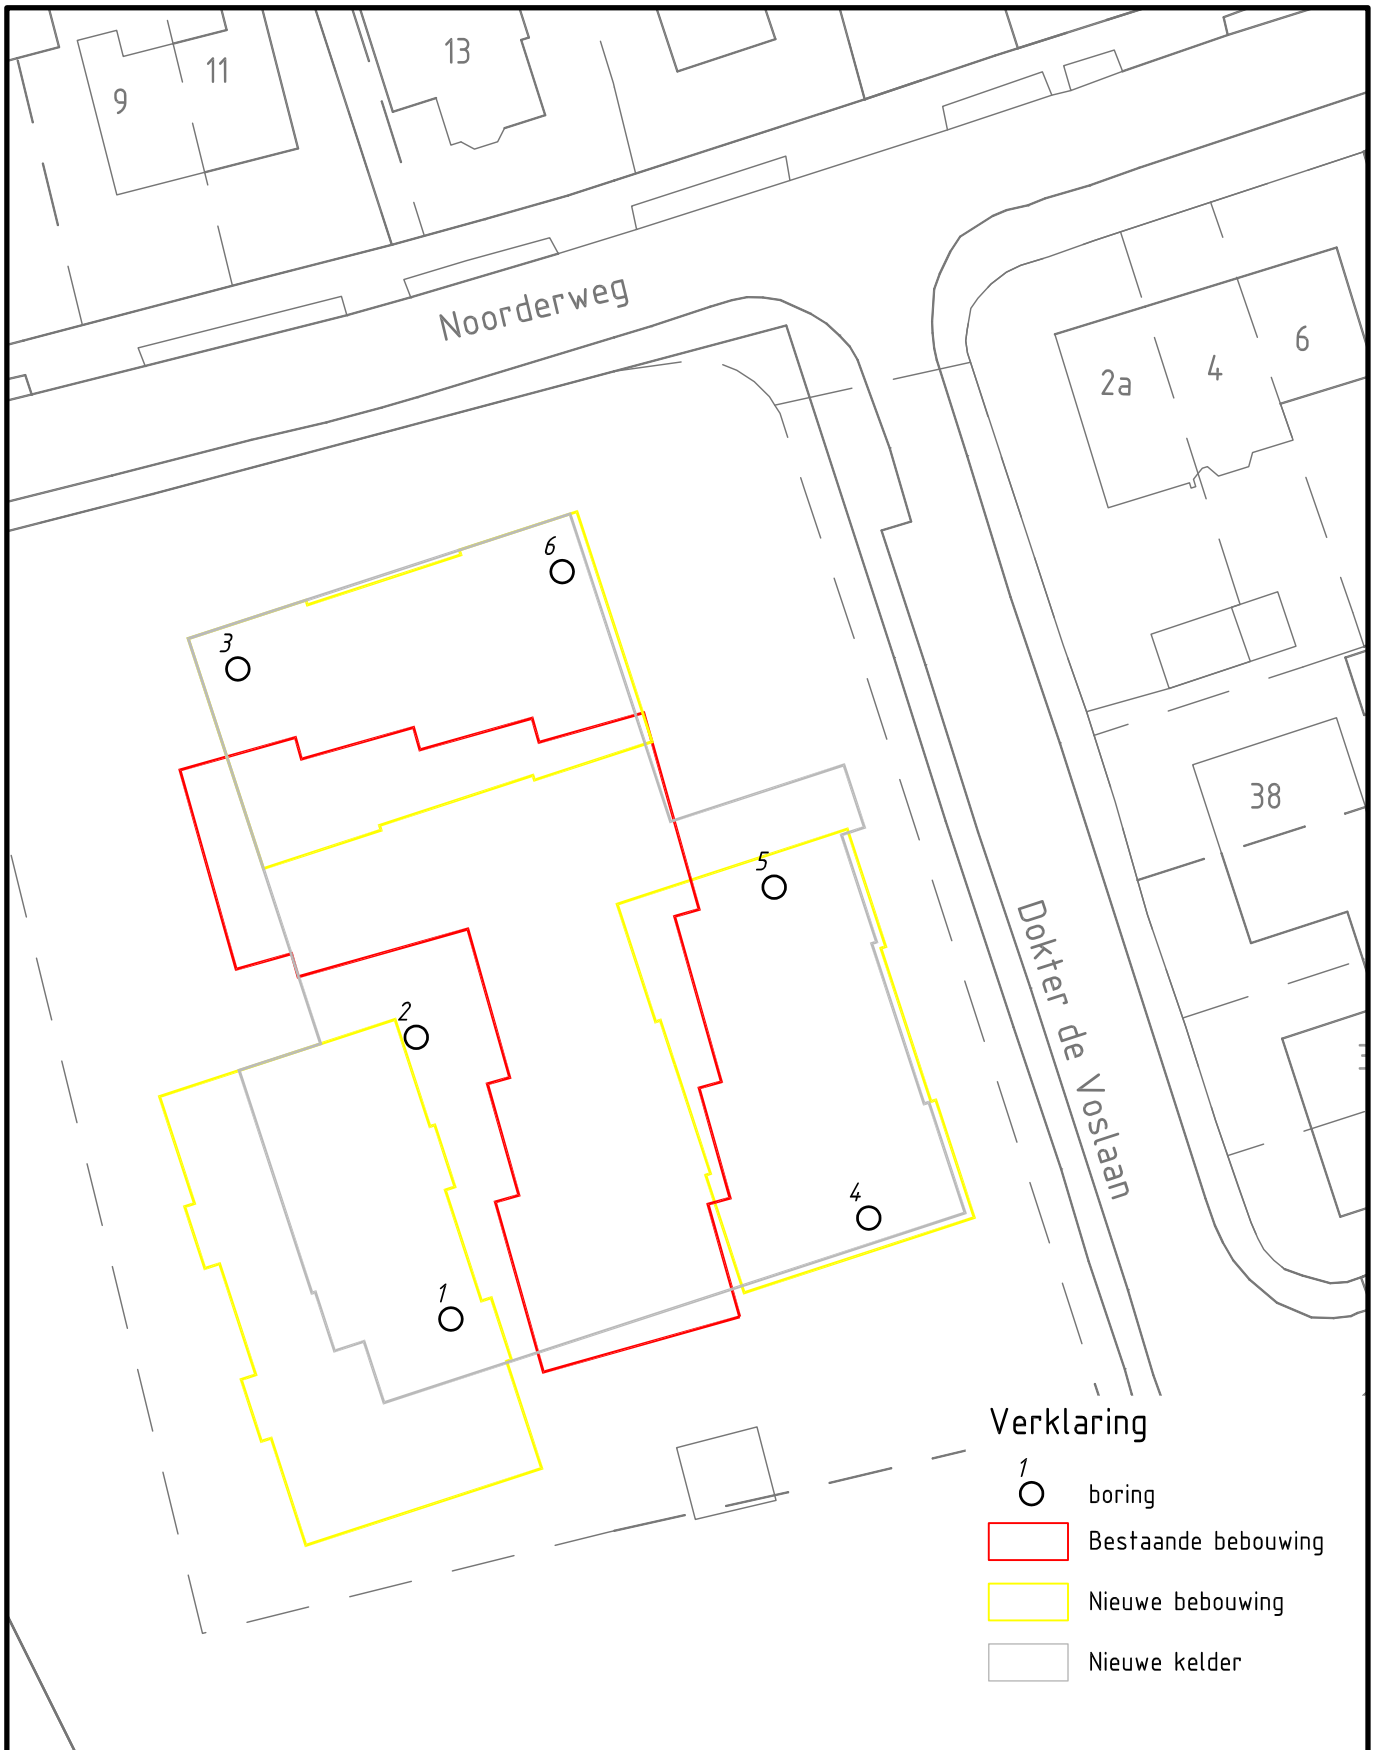 9
11
13
Noorderweg
2a
4
6
6
3
38
5
Dokter de Voslaan
2
4
1
Verklaring
1
boring
Bestaande bebouwing
Nieuwe bebouwing
Nieuwe kelder